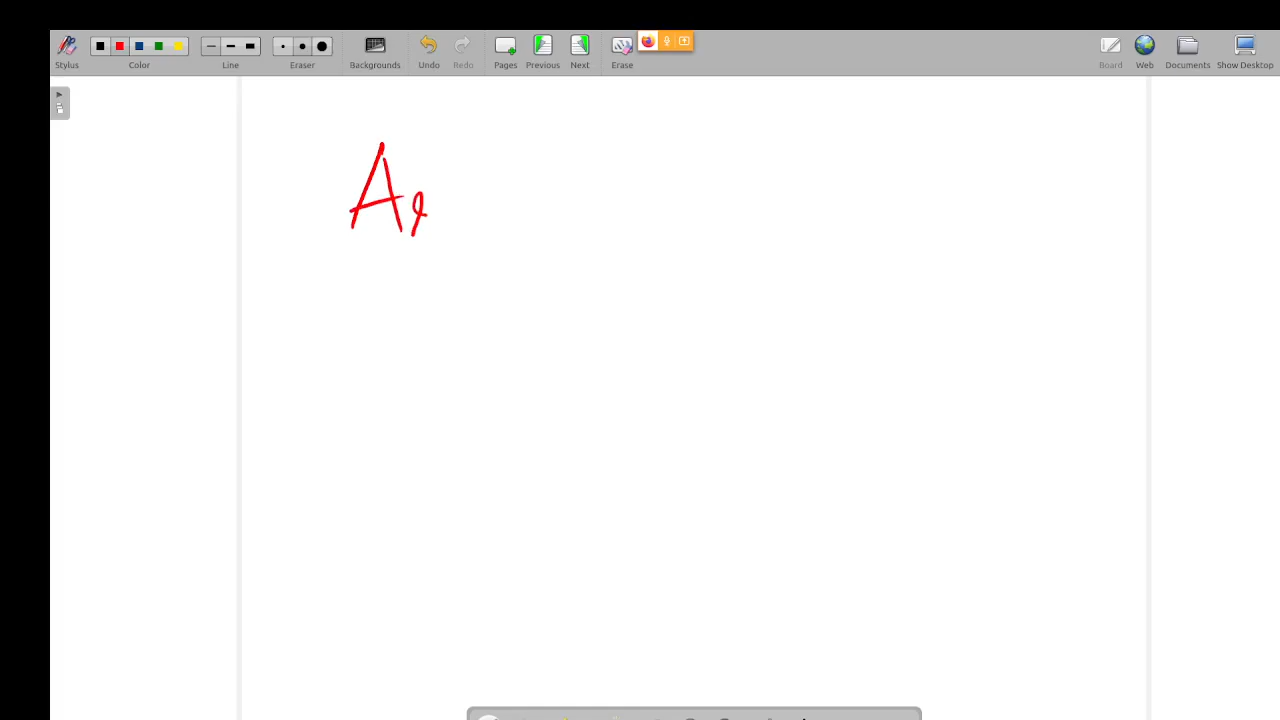 Stylus
Color
Line
Eraser
Backgrounds
Undo
Redo
Pages
Previous
Next
Erase
Board
Web
Documents
Show Desktop
A